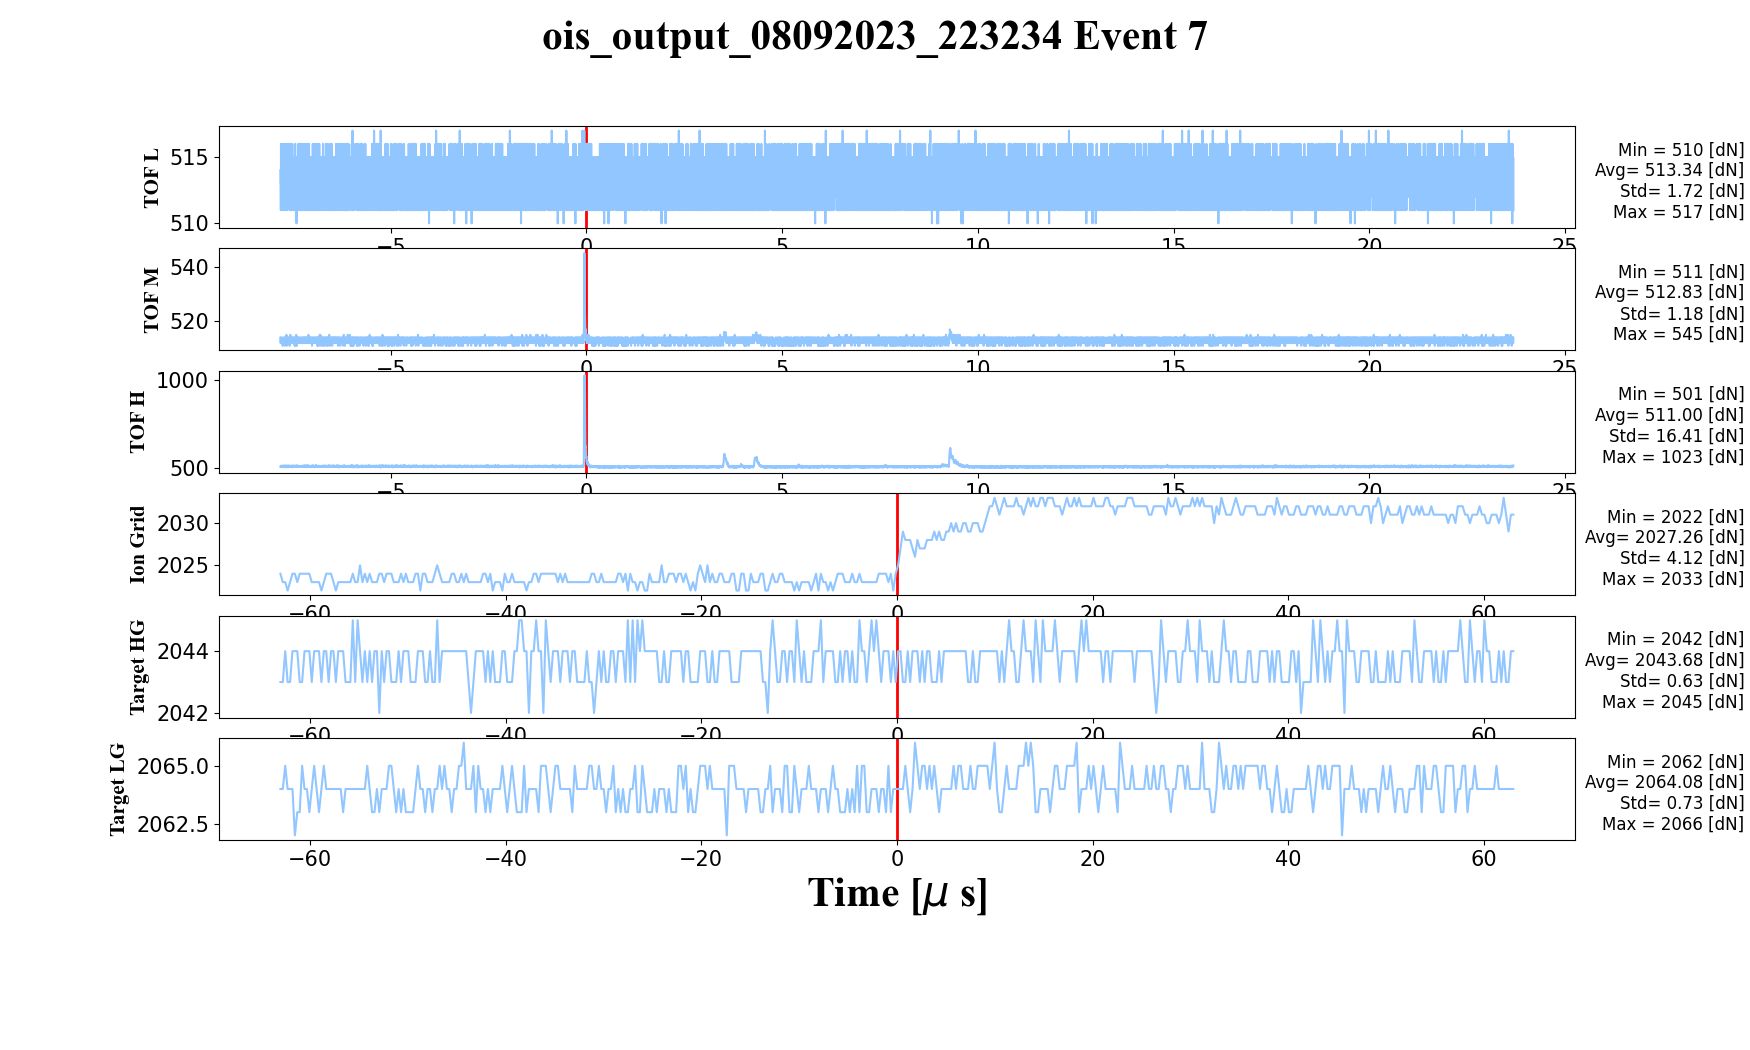 ois_output_08092023_223234 Event 7
TOF L
515
510
−5
0
5
10
15
20
25
Min = 510 [dN]
Avg= 513.34 [dN]
Std= 1.72 [dN]
Max = 517 [dN]
TOF M
540
520
−5
0
5
10
15
20
25
Min = 511 [dN]
Avg= 512.83 [dN]
Std= 1.18 [dN]
Max = 545 [dN]
TOF H
1000
500
−5
0
5
10
15
20
25
Min = 501 [dN]
Avg= 511.00 [dN]
Std= 16.41 [dN]
Max = 1023 [dN]
Ion Grid
2030
2025
−60
−40
−20
0
20
40
60
Min = 2022 [dN]
Avg= 2027.26 [dN]
Std= 4.12 [dN]
Max = 2033 [dN]
Target HG
2044
2042
−60
−40
−20
0
20
40
60
Min = 2042 [dN]
Avg= 2043.68 [dN]
Std= 0.63 [dN]
Max = 2045 [dN]
Target LG
2065.0
2062.5
−60
−40
−20
0
20
40
60
Min = 2062 [dN]
Avg= 2064.08 [dN]
Std= 0.73 [dN]
Max = 2066 [dN]
Time [μ s]